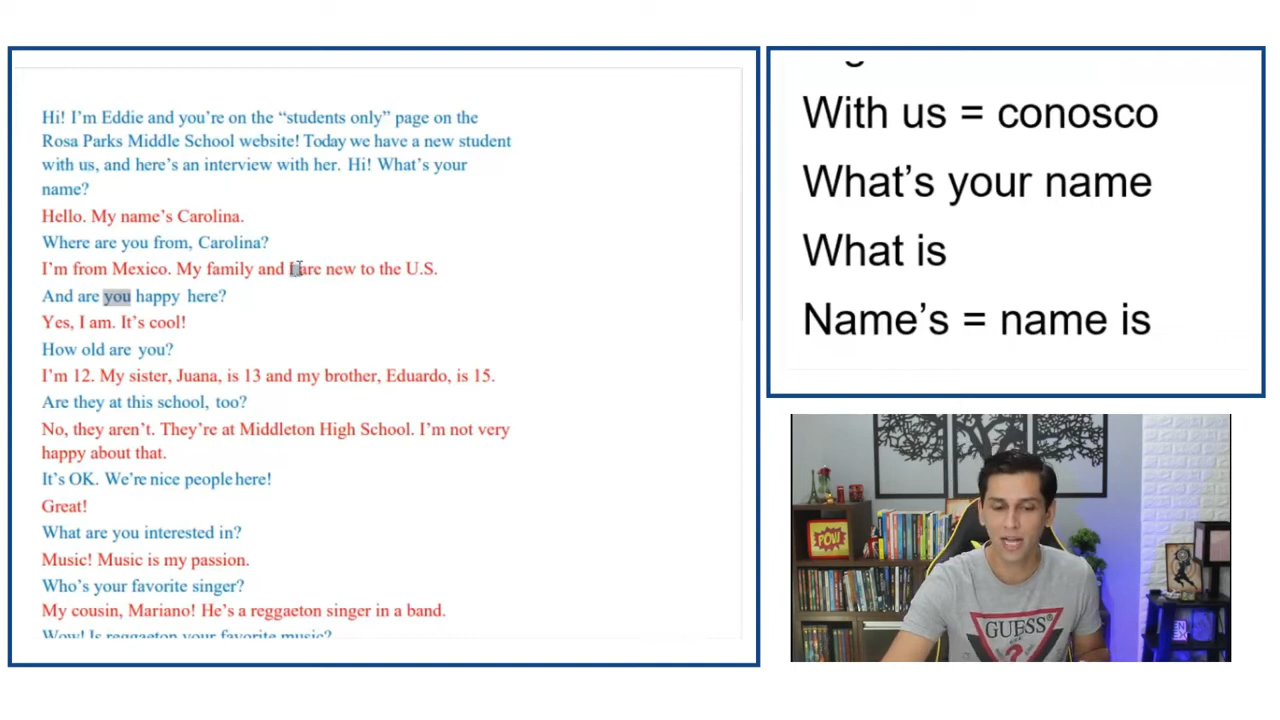 Hi! I'm Eddie and you're on the “students only” page on the
Rosa Parks Middle School website! Today we have a new student
with us, and here's an interview with her. Hi! What's your
name?
Hello. My name's Carolina.
Where are you from, Carolina?
I'm from Mexico. My family and I are new to the U.S.
And are you happy here?
Yes, I am. It's cool!
How old are you?
I'm 12. My sister, Juana, is 13 and my brother, Eduardo, is 15.
Are they at this school, too?
No, they aren't. They're at Middleton High School. I'm not very
happy about that.
It's OK. We're nice people here!
Great!
What are you interested in?
Music! Music is my passion.
Who's your favorite singer?
My cousin, Mariano! He's a reggaeton singer in a band.
Wow! Is reggaeton your favorite music?
With us = conosco
What’s your name
What is
Name’s = name is
POW
GUESS
?